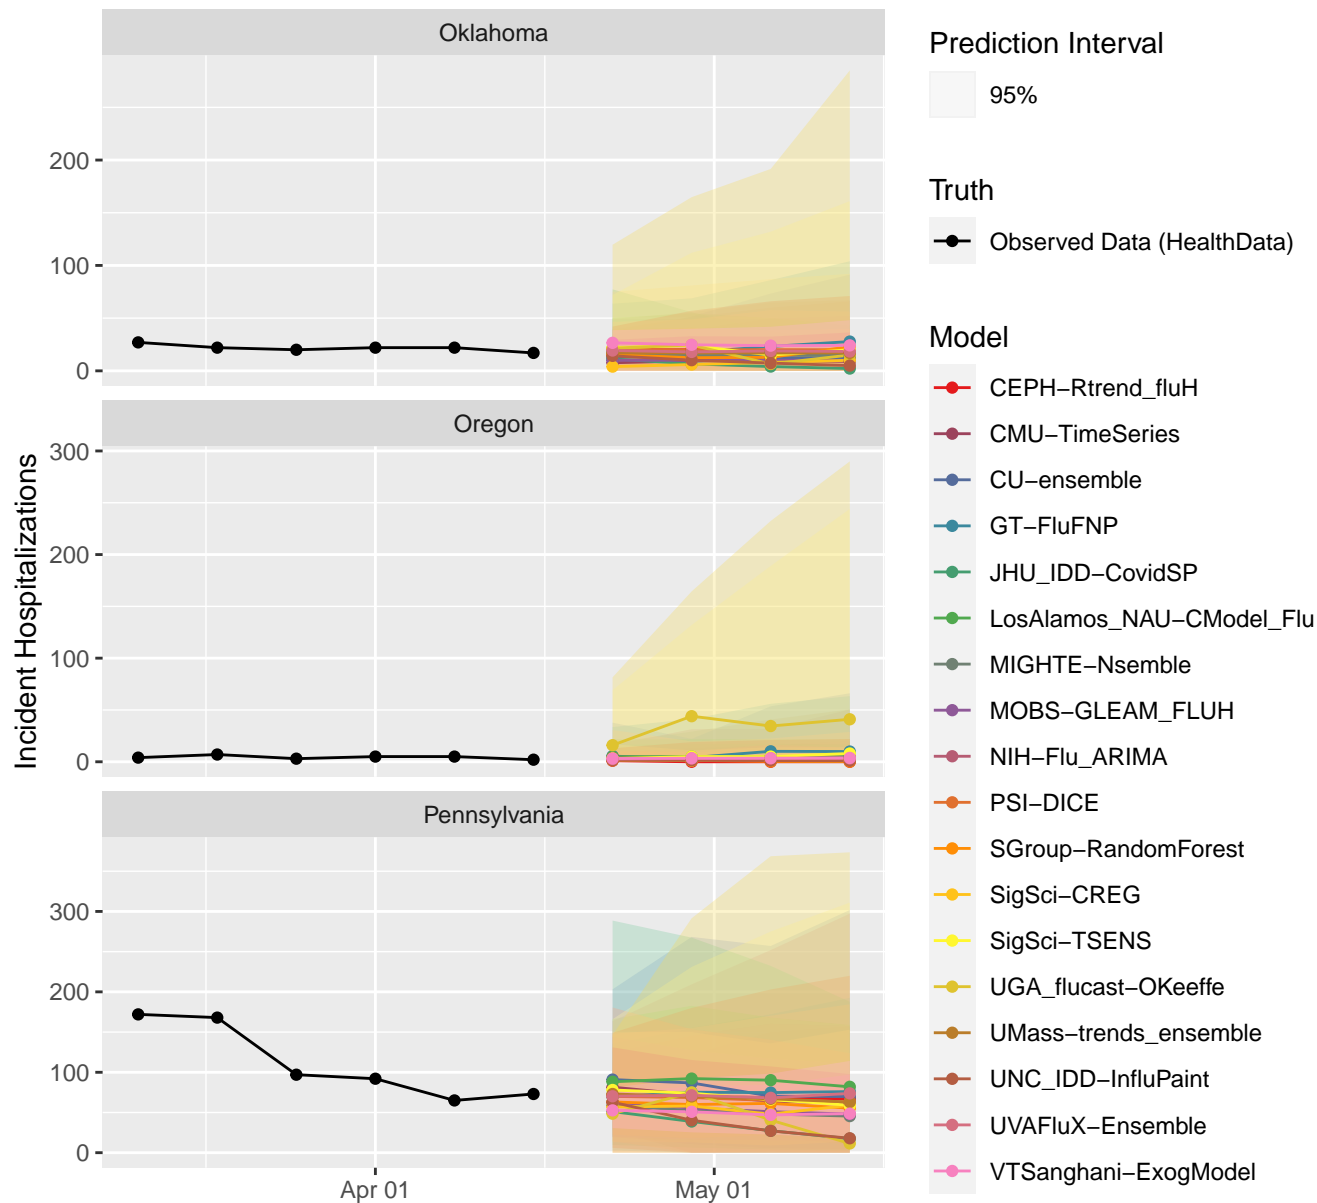 Oklahoma
200
100
0
Oregon
300
200
100
0
Pennsylvania
300
200
100
0
Apr 01
May 01
Incident Hospitalizations
Prediction Interval
95%
Truth
Observed Data (HealthData)
Model
CEPH−Rtrend_fluH
CMU−TimeSeries
CU−ensemble
GT−FluFNP
JHU_IDD−CovidSP
LosAlamos_NAU−CModel_Flu
MIGHTE−Nsemble
MOBS−GLEAM_FLUH
NIH−Flu_ARIMA
PSI−DICE
SGroup−RandomForest
SigSci−CREG
SigSci−TSENS
UGA_flucast−OKeeffe
UMass−trends_ensemble
UNC_IDD−InfluPaint
UVAFluX−Ensemble
VTSanghani−ExogModel